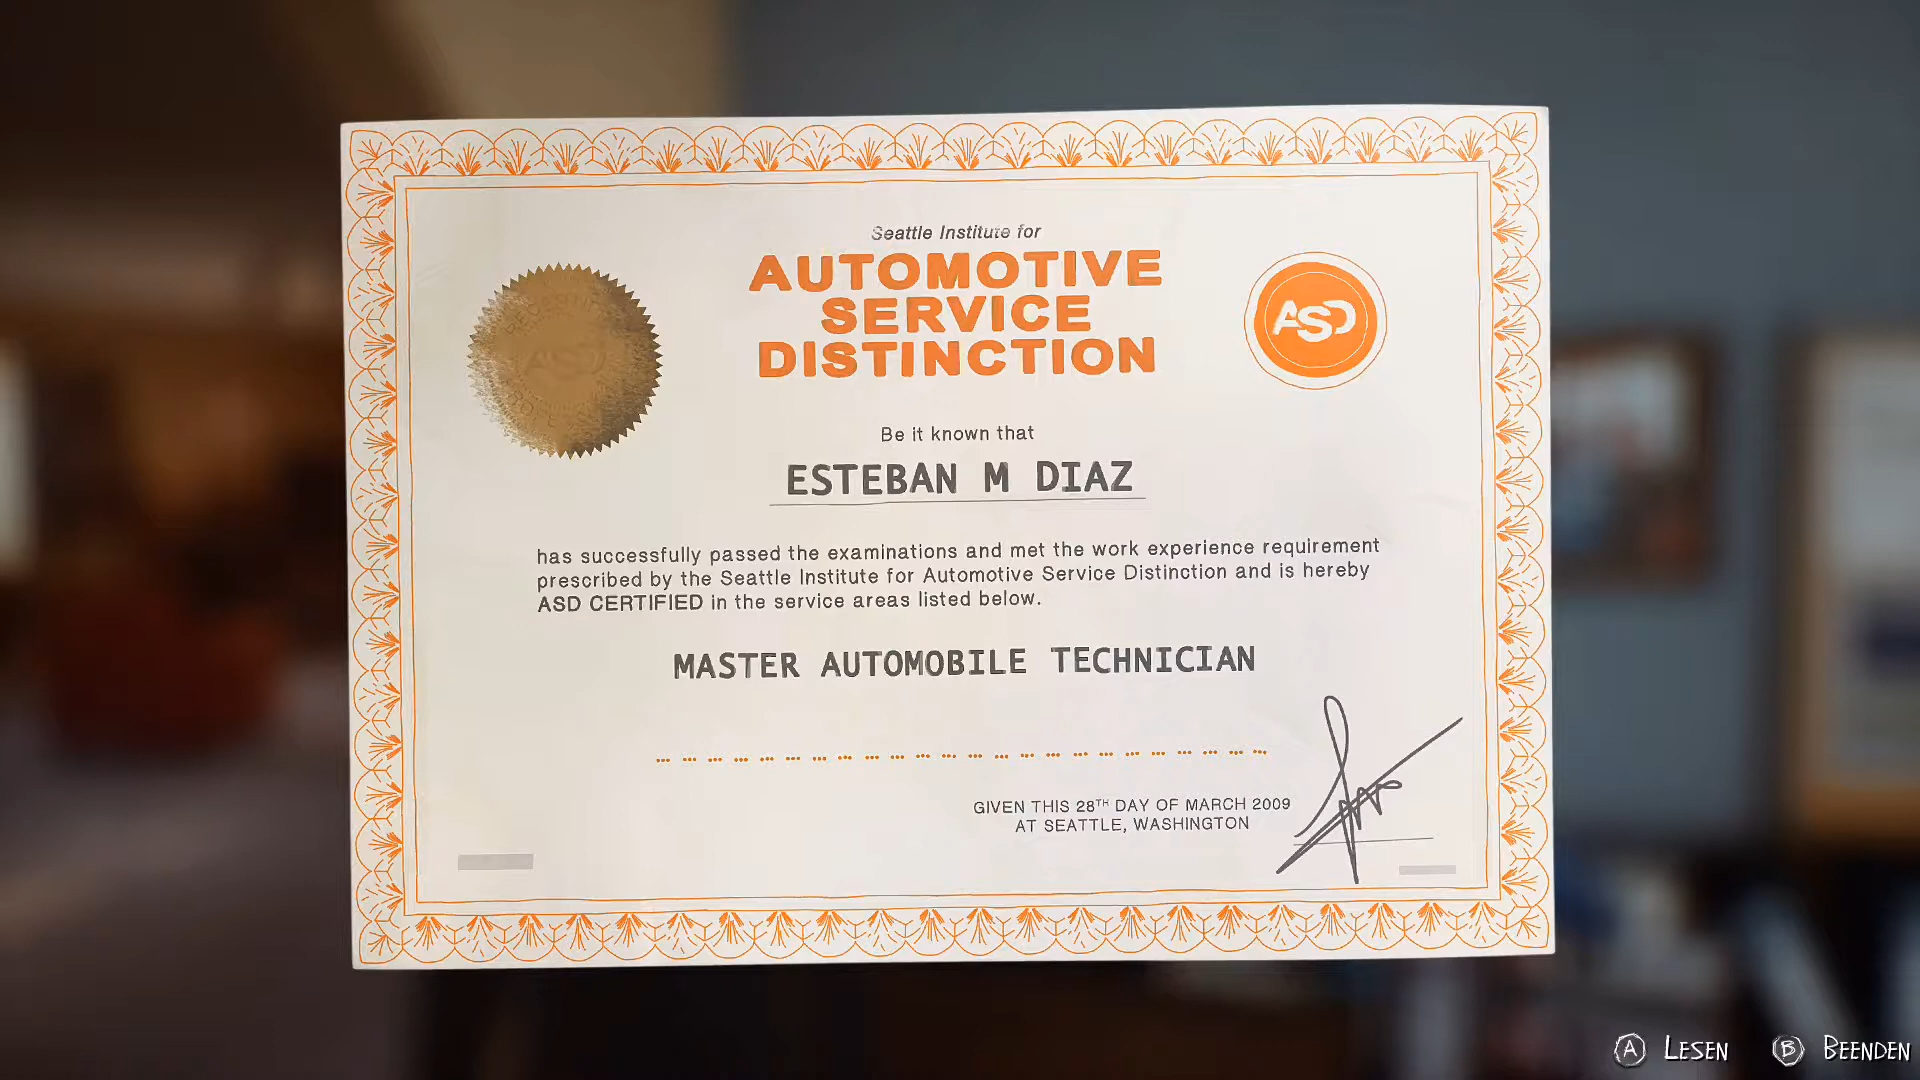 Seattle Institute for
AUTOMOTIVE
SERVICE
DISTINCTION
ASD
ASD
Be it known that
ESTEBAN M DIAZ
has successfully passed the examinations and met the work experience requirement
prescribed by the Seattle Institute for Automotive Service Distinction and is hereby
ASD CERTIFIED in the service areas listed below.
MASTER AUTOMOBILE TECHNICIAN
GIVEN THIS 28TH DAY OF MARCH 2009
AT SEATTLE, WASHINGTON
A LESEN B BEENDEN